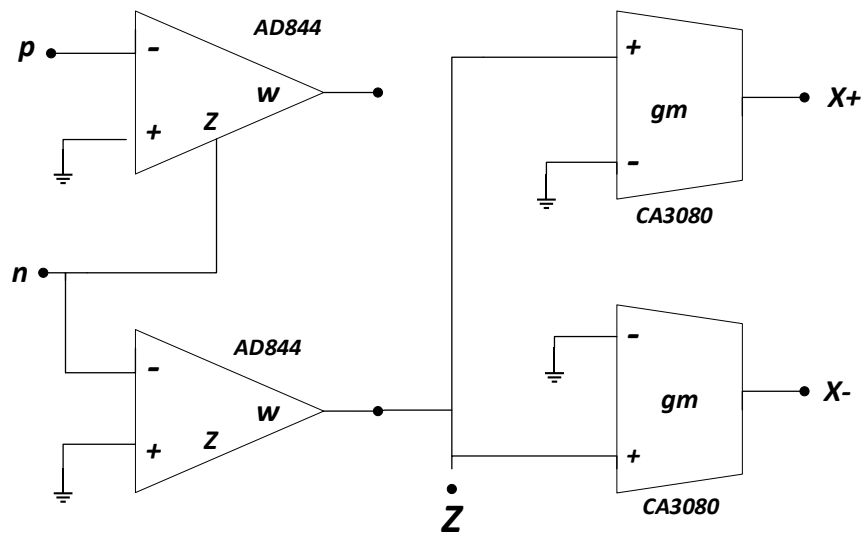 AD844
p
-
+
w
Z
n
AD844
-
+
w
Z
+
-
gm
CA3080
X+
-
+
gm
CA3080
X-
Z